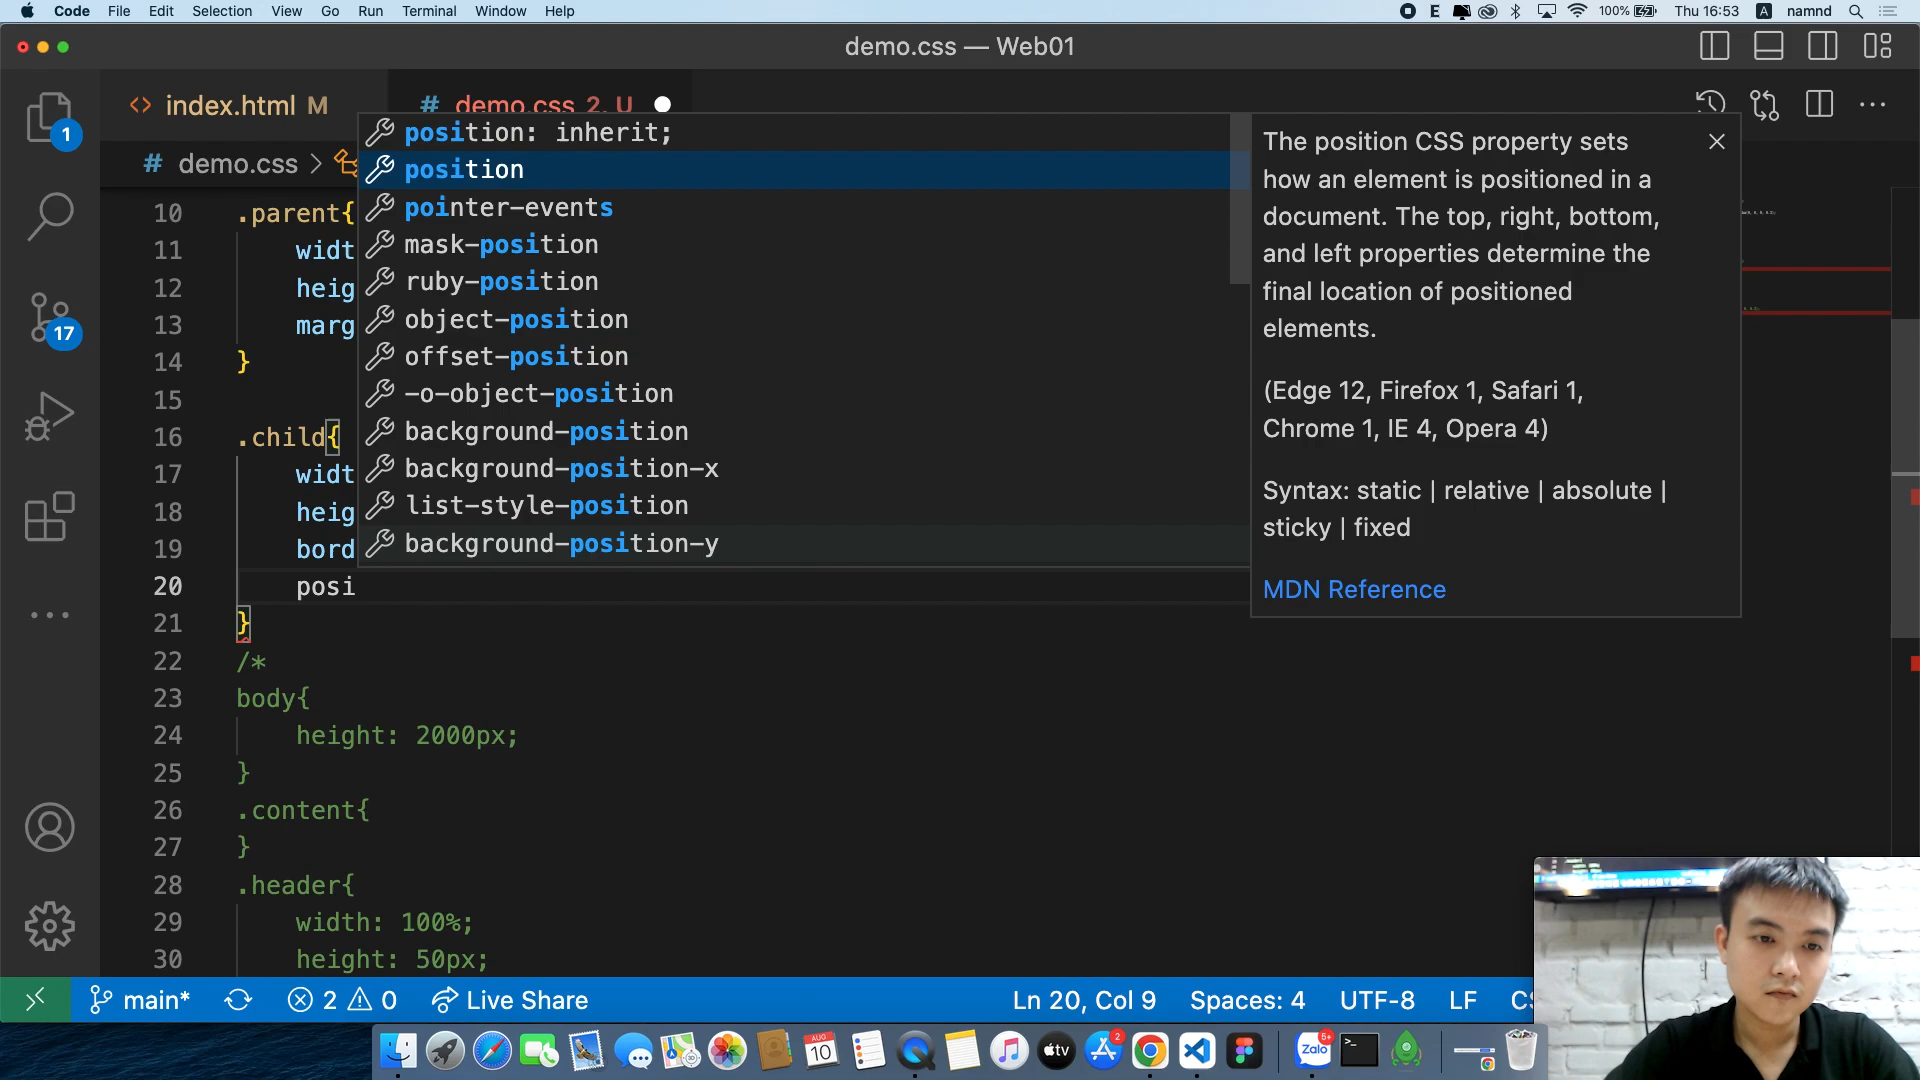 Code File Edit Selection View Go Run Terminal Window Help
E 100% Thu 16:53 A namnd
demo.css — Web01
index.html M
# demo.css 2, U
# demo.css >
1
17
10 .parent{
11 widt
12 heig
13 marg
14 }
15
16 .child{
17 widt
18 heig
19 bord
20 posi
21 }
22 /*
23 body{
24 height: 2000px;
25 }
26 .content{
27 }
28 .header{
29 width: 100%;
30 height: 50px;
position: inherit;
position
pointer-events
mask-position
ruby-position
object-position
offset-position
-o-object-position
background-position
background-position-x
list-style-position
background-position-y
The position CSS property sets
how an element is positioned in a
document. The top, right, bottom,
and left properties determine the
final location of positioned
elements.
(Edge 12, Firefox 1, Safari 1,
Chrome 1, IE 4, Opera 4)
Syntax: static | relative | absolute |
sticky | fixed
MDN Reference
main* 2 0 Live Share
Ln 20, Col 9 Spaces: 4 UTF-8 LF
AUG
10
tv
2
Zalo
5+